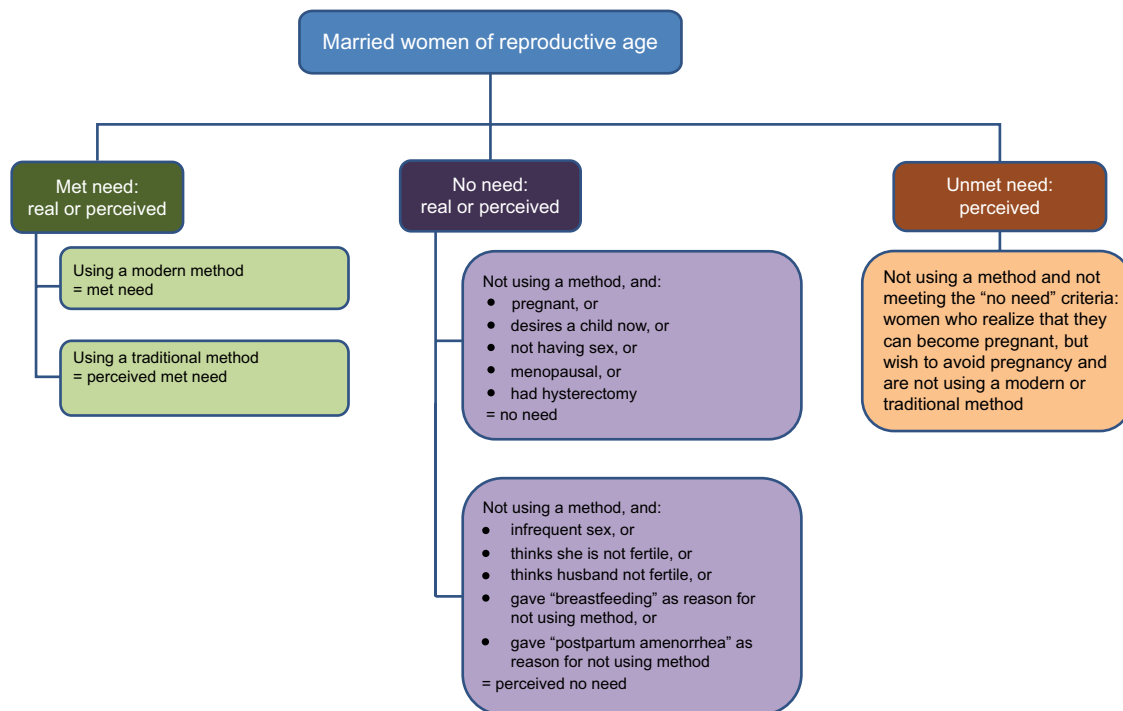 Married women of reproductive age
Met need:
real or perceived
Using a modern method
= met need
Using a traditional method
= perceived met need
No need:
real or perceived
Not using a method, and:
● pregnant, or
● desires a child now, or
● not having sex, or
● menopausal, or
● had hysterectomy
= no need
Not using a method, and:
● infrequent sex, or
● thinks she is not fertile, or
● thinks husband not fertile, or
● gave “breastfeeding” as reason for
not using method, or
● gave “postpartum amenorrhea” as
reason for not using method
= perceived no need
Unmet need:
perceived
Not using a method and not
meeting the “no need” criteria:
women who realize that they
can become pregnant, but
wish to avoid pregnancy and
are not using a modern or
traditional method